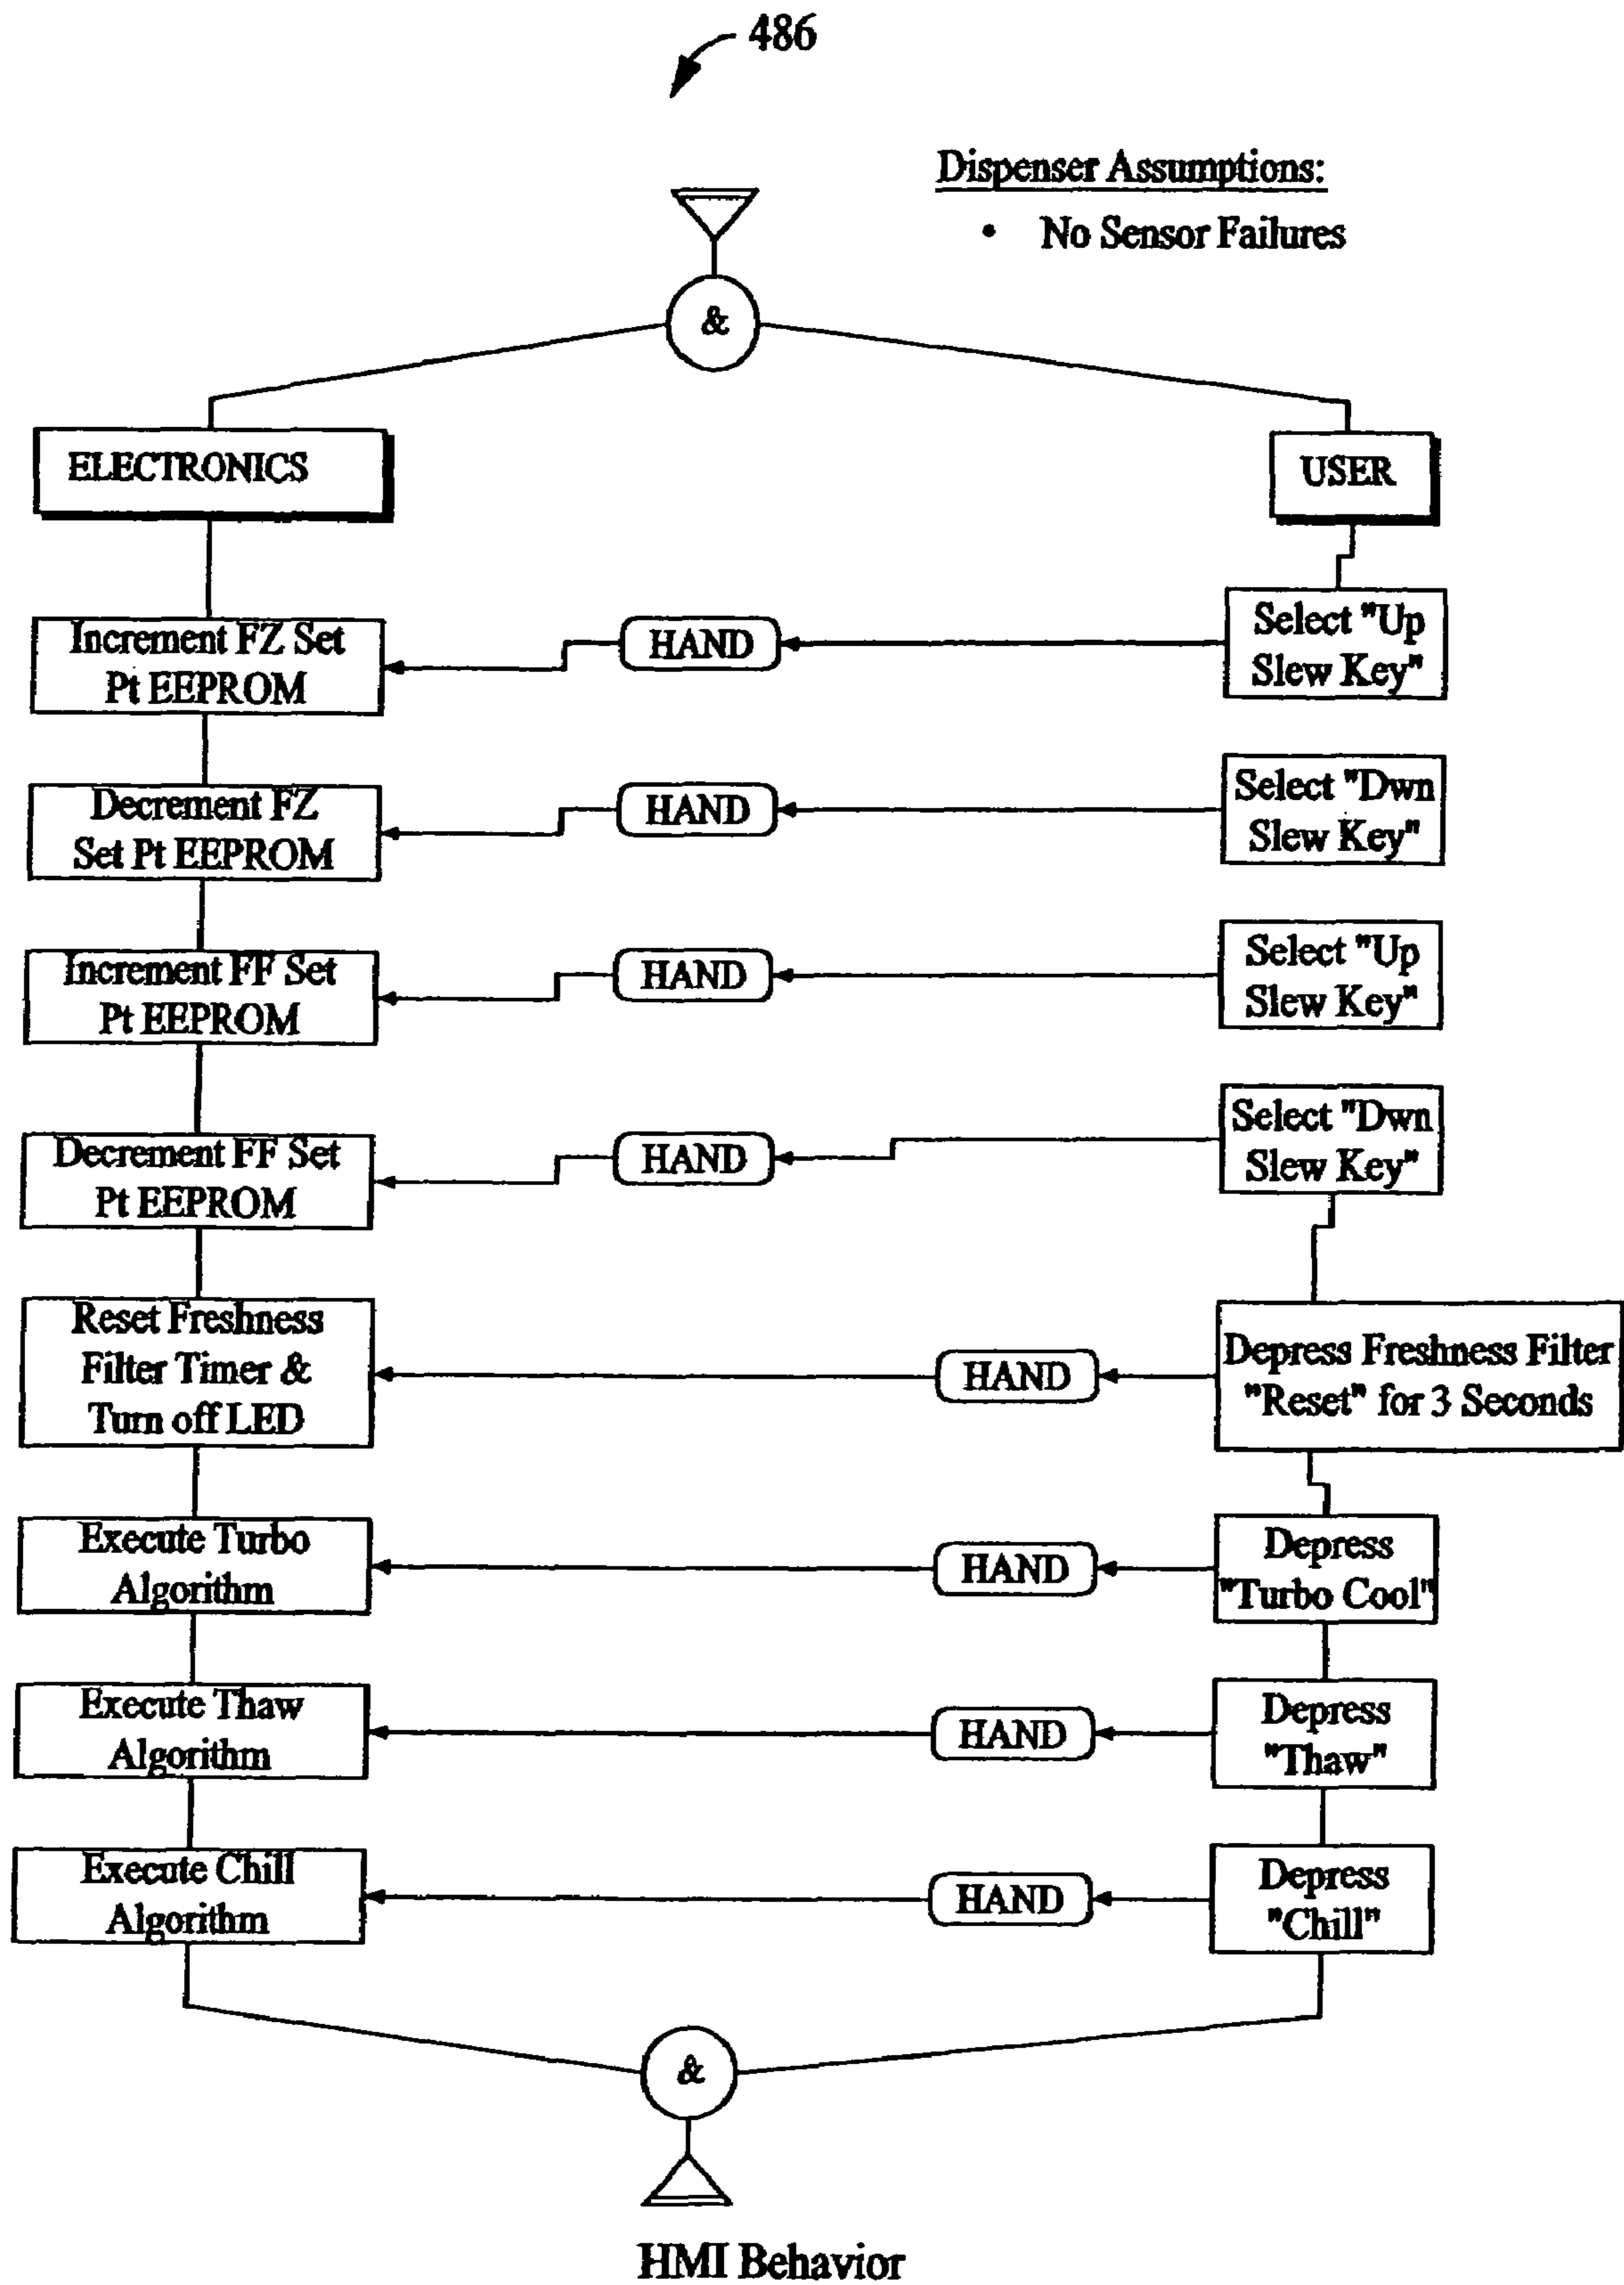 486
Dispenser Assumptions:
• No Sensor Failures
&
ELECTRONICS
USER
Increment FZ Set
Pt EEPROM
HAND
Select "Up
Slew Key"
Decrement FZ
Set Pt EEPROM
HAND
Select "Dwn
Slew Key"
Increment FF Set
Pt EEPROM
HAND
Select "Up
Slew Key"
Decrement FF Set
Pt EEPROM
HAND
Select "Dwn
Slew Key"
Reset Freshness
Filter Timer &
Turn off LED
HAND
Depress Freshness Filter
"Reset" for 3 Seconds
Execute Turbo
Algorithm
HAND
Depress
"Turbo Cool"
Execute Thaw
Algorithm
HAND
Depress
"Thaw"
Execute Chill
Algorithm
HAND
Depress
"Chill"
&
HMI Behavior